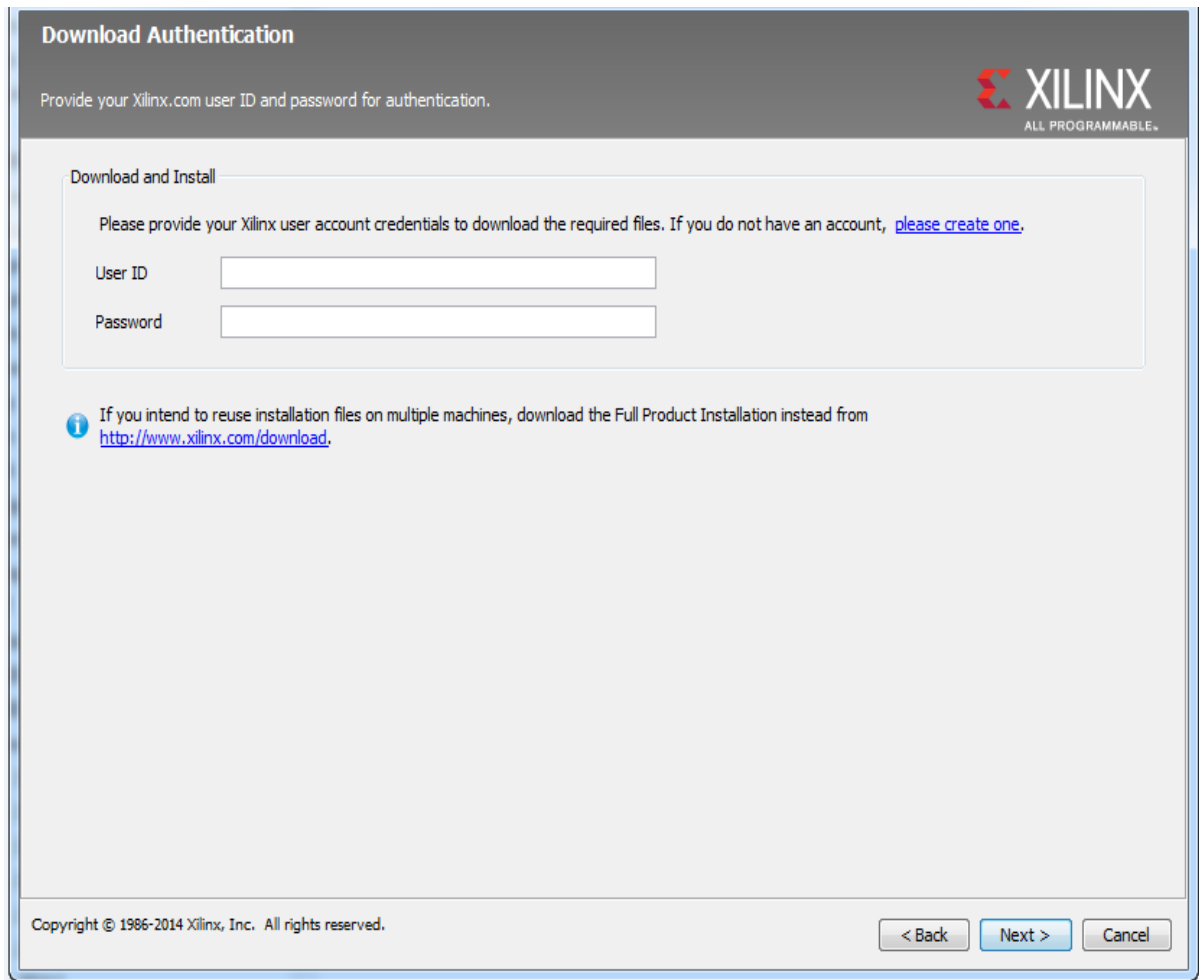 Download Authentication
Provide your Xilinx.com user ID and password for authentication.
XILINX
ALL PROGRAMMABLE™
Download and Install
Please provide your Xilinx user account credentials to download the required files. If you do not have an account, please create one.
User ID
Password
If you intend to reuse installation files on multiple machines, download the Full Product Installation instead from
http://www.xilinx.com/download.
Copyright © 1986-2014 Xilinx, Inc. All rights reserved.
< Back Next > Cancel